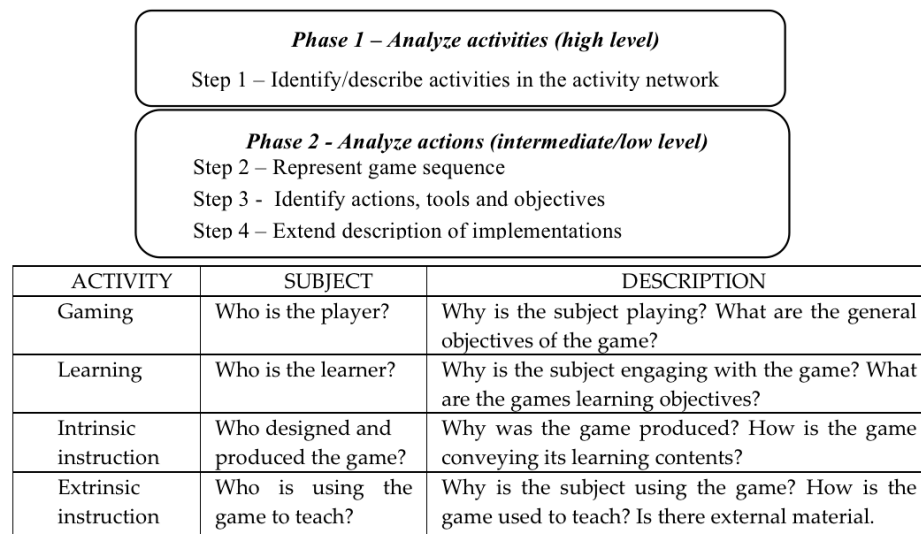 Phase 1 – Analyze activities (high level)
Step 1 – Identify/describe activities in the activity network
Phase 2 - Analyze actions (intermediate/low level)
Step 2 – Represent game sequence
Step 3 - Identify actions, tools and objectives
Step 4 – Extend description of implementations
ACTIVITY SUBJECT DESCRIPTION
Gaming Who is the player? Why is the subject playing? What are the general
objectives of the game?
Learning Who is the learner? Why is the subject engaging with the game? What
are the games learning objectives?
Intrinsic Who designed and Why was the game produced? How is the game
instruction produced the game? conveying its learning contents?
Extrinsic Who is using the Why is the subject using the game? How is the
instruction game to teach? game used to teach? Is there external material.